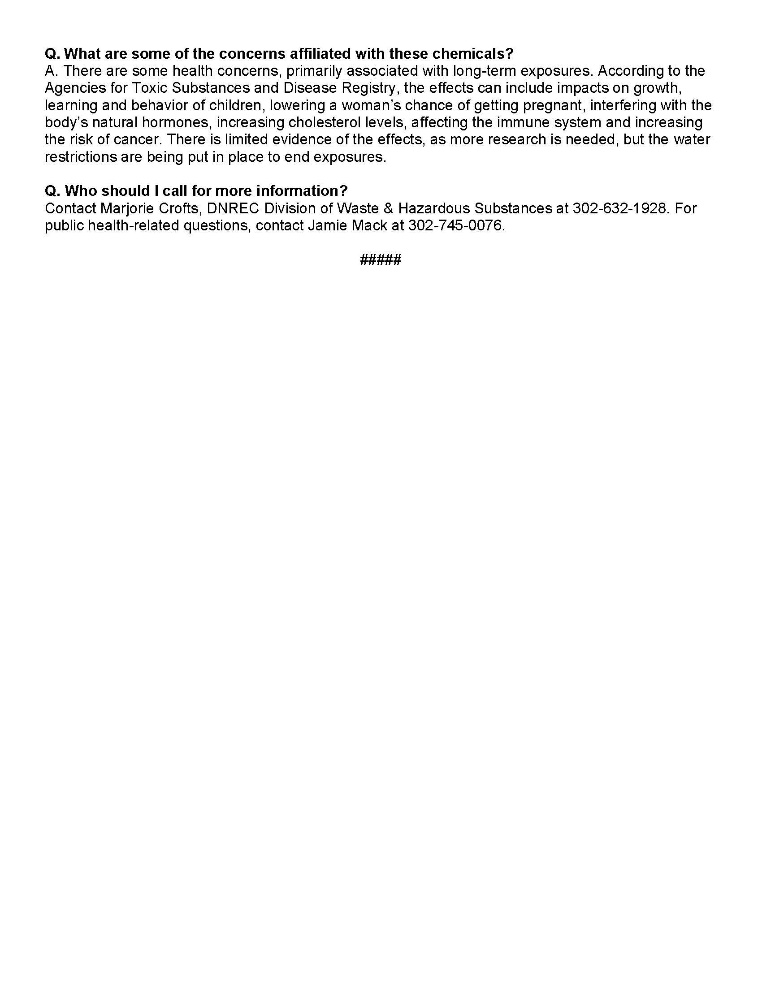 Q. What are some of the concerns affiliated with these chemicals?
A. There are some health concerns, primarily associated with long-term exposures. According to the
Agencies for Toxic Substances and Disease Registry, the effects can include impacts on growth,
learning and behavior of children, lowering a woman’s chance of getting pregnant, interfering with the
body’s natural hormones, increasing cholesterol levels, affecting the immune system and increasing
the risk of cancer. There is limited evidence of the effects, as more research is needed, but the water
restrictions are being put in place to end exposures.
Q. Who should I call for more information?
Contact Marjorie Crofts, DNREC Division of Waste & Hazardous Substances at 302-632-1928. For
public health-related questions, contact Jamie Mack at 302-745-0076.
#####